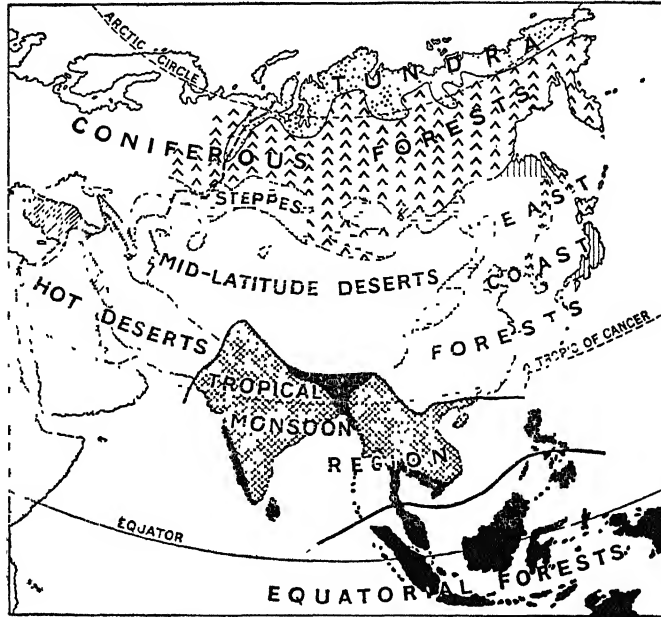 ARCTIC CIRCLE
TUNDRA
CONIFEROUS FORESTS
STEPPES
EAST
COAST
FORESTS
MID-LATITUDE DESERTS
HOT DESERTS
TROPIC OF CANCER
TROPICAL
MONSOON
REGION
EQUATOR
EQUATORIAL FORESTS